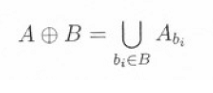 A ⊕ B = ⋃ A_{b_i}
b_i∈B